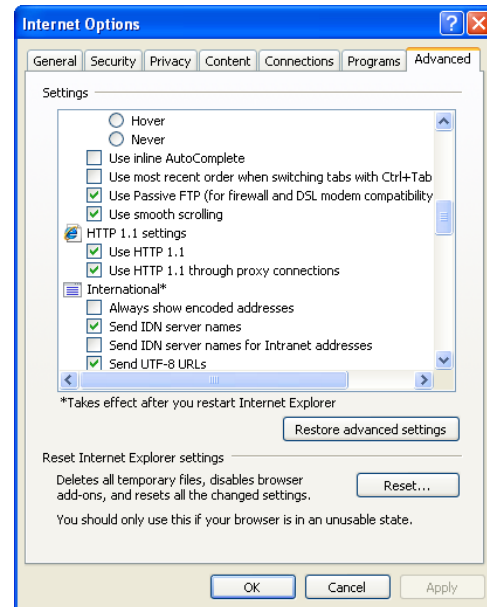 Internet Options
General Security Privacy Content Connections Programs Advanced
Settings
Hover
Never
Use inline AutoComplete
Use most recent order when switching tabs with Ctrl+Tab
Use Passive FTP (for firewall and DSL modem compatibility
Use smooth scrolling
HTTP 1.1 settings
Use HTTP 1.1
Use HTTP 1.1 through proxy connections
International*
Always show encoded addresses
Send IDN server names
Send IDN server names for Intranet addresses
Send UTF-8 URLs
*Takes effect after you restart Internet Explorer
Restore advanced settings
Reset Internet Explorer settings
Deletes all temporary files, disables browser
add-ons, and resets all the changed settings.
Reset...
You should only use this if your browser is in an unusable state.
OK Cancel Apply